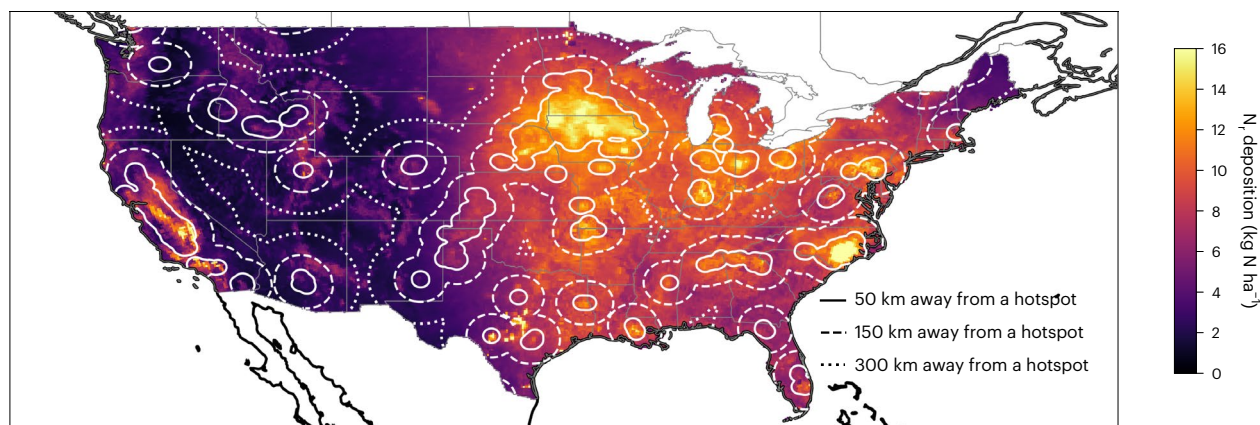 50 km away from a hotspot
150 km away from a hotspot
300 km away from a hotspot
16
14
12
10
8
6
4
2
0
Nᵣ deposition (kg N ha⁻¹)